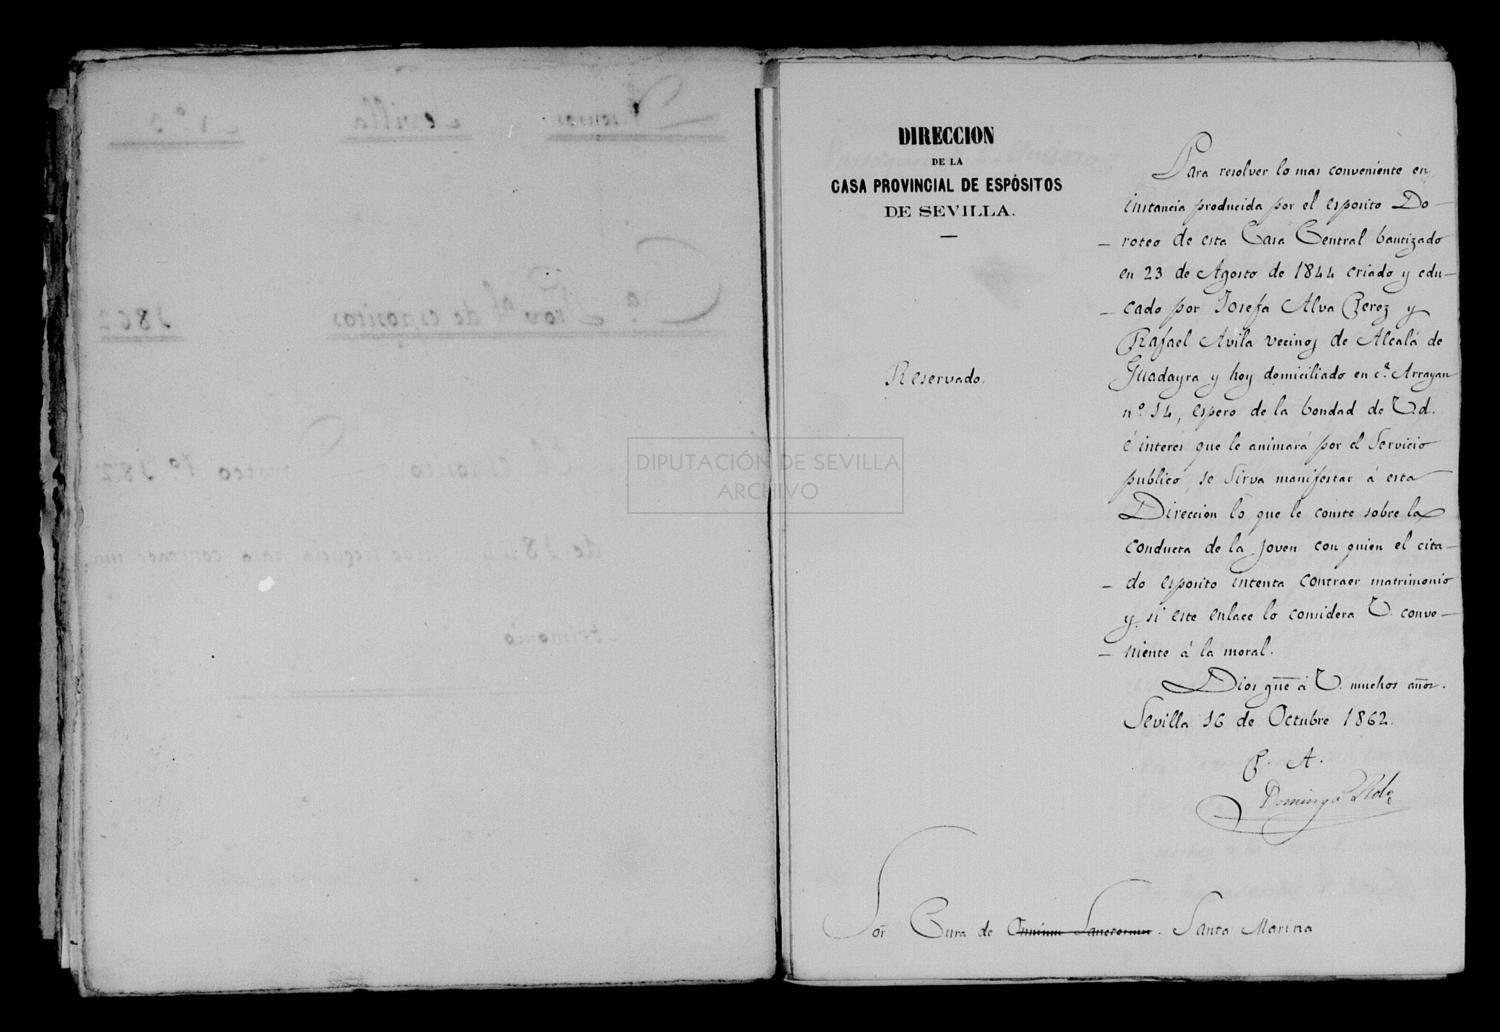 DIRECCION
DE LA
CASA PROVINCIAL DE ESPÓSITOS
DE SEVILLA.
Reservado.
Para resolver lo mas conveniente en
instancia producida por el esposito Do-
-roteo de esta Casa Central bautizado
en 23 de Agosto de 1844 criado y edu-
-cado por Josefa Alva Perez y
Rafael Avila vecinos de Alcalá de
Guadayra y hoy domiciliado en c.ª Arrayan
nº 14, espero de la bondad de Vd.
é interés que le animará por el servicio
publico, se sirva manifestar á esta
Direccion lo que le conste sobre la
conducta de la joven con quien el cita-
-do esposito intenta contraer matrimonio
y si este enlace lo considera V. conve-
-niente á la moral.
Dios gue á V. muchos años.
Sevilla 16 de Octubre 1862.
P. A.
Domingo
Sor Cura de Omnium Sanctorum. Santa Marina
DIPUTACIÓN DE SEVILLA
ARCHIVO